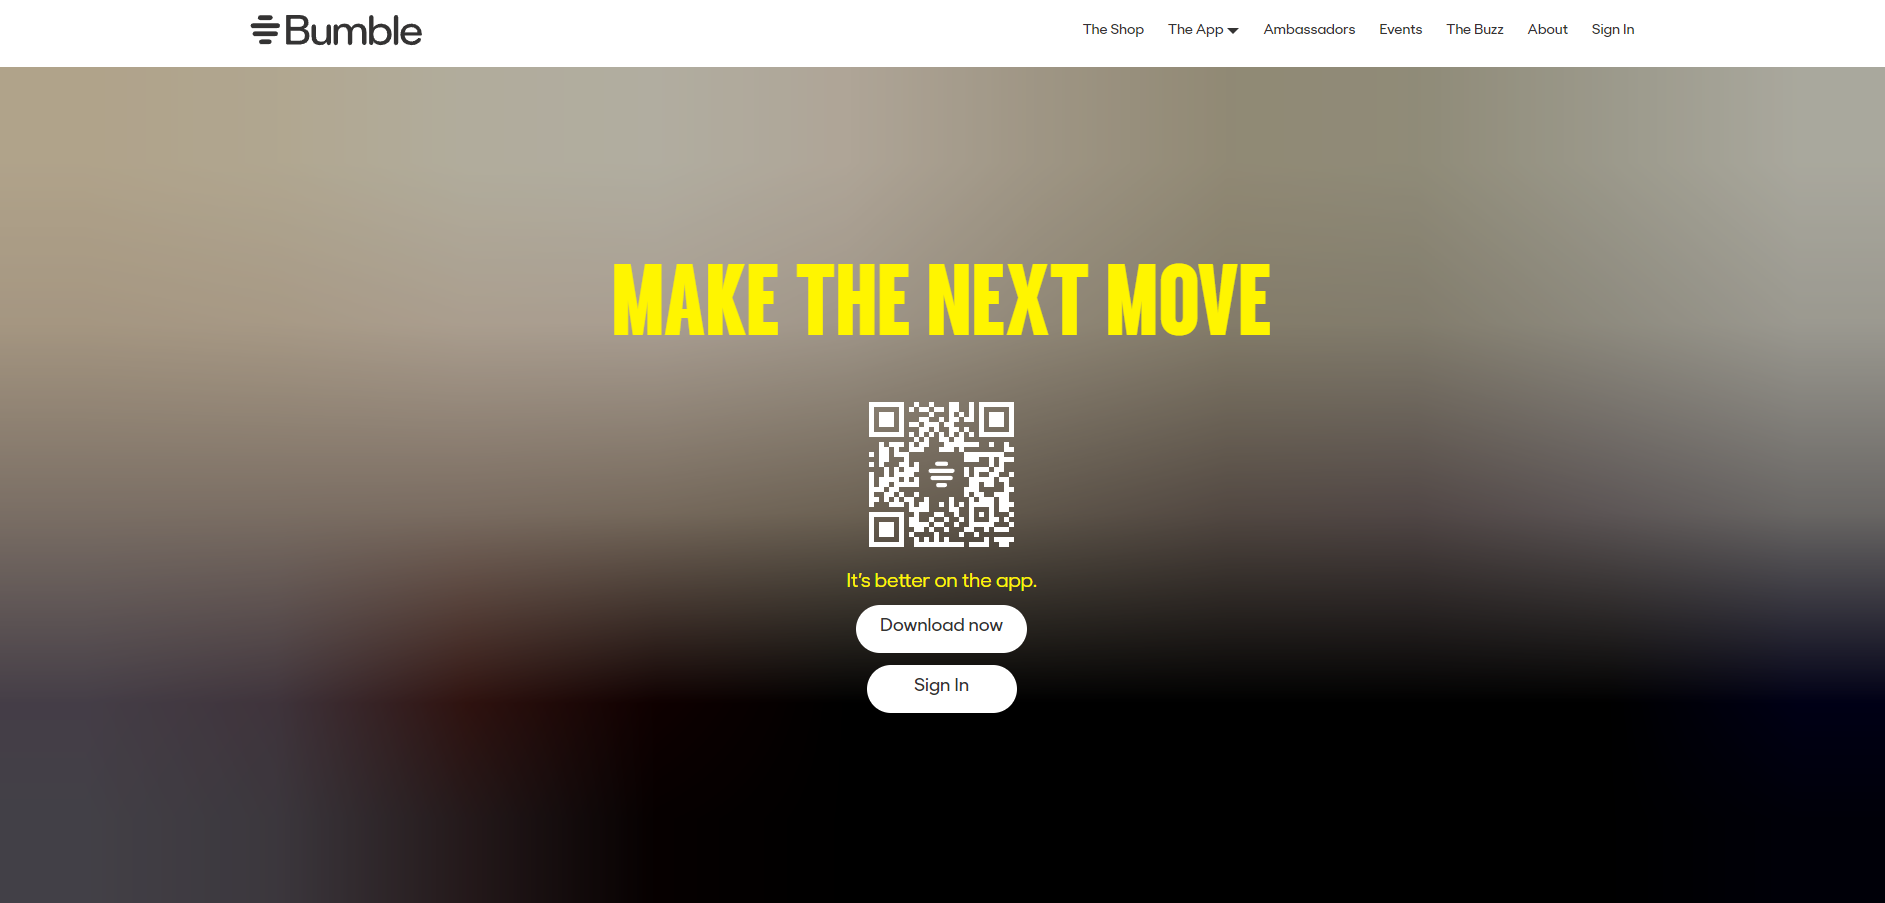 Bumble
The Shop The App Ambassadors Events The Buzz About Sign In
MAKE THE NEXT MOVE
It's better on the app.
Download now
Sign In